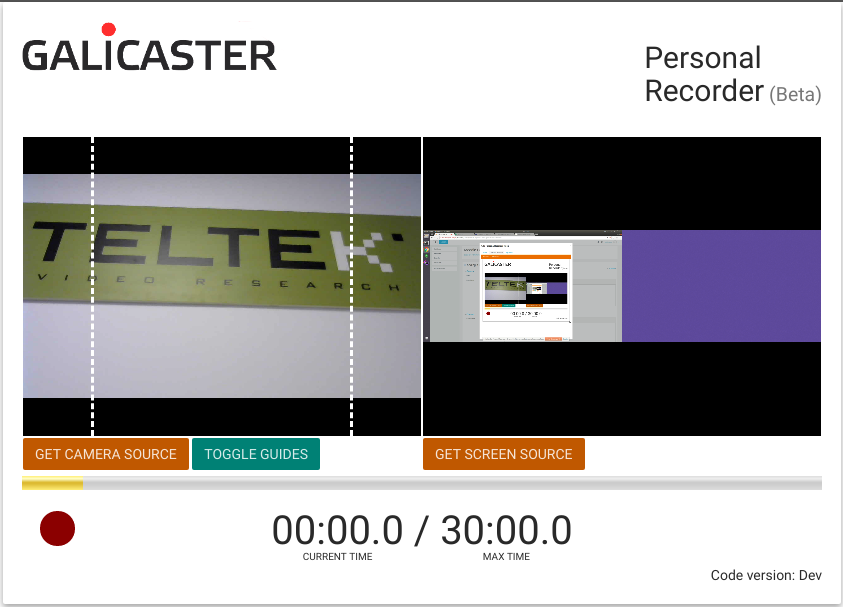 GALiCASTER
Personal
Recorder (Beta)
TELTEK
VIDEO RESEARCH
GET CAMERA SOURCE
TOGGLE GUIDES
GET SCREEN SOURCE
00:00.0 / 30:00.0
CURRENT TIME
MAX TIME
Code version: Dev